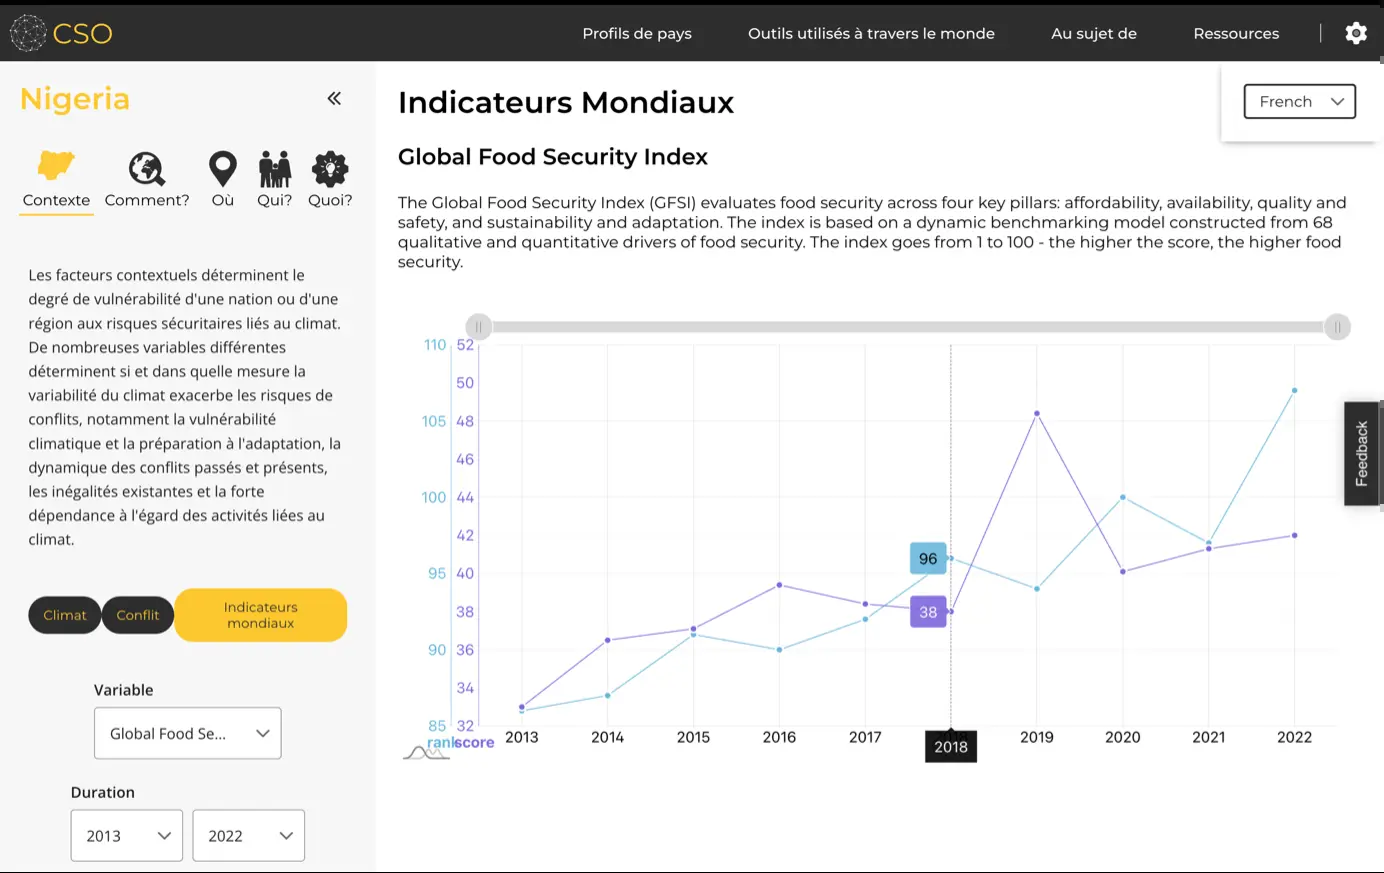 CSO
Profils de pays
Outils utilisés à travers le monde
Au sujet de
Ressources
Nigeria
Contexte
Comment?
Où
Qui?
Quoi?
Les facteurs contextuels déterminent le
degré de vulnérabilité d'une nation ou d'une
région aux risques sécuritaires liés au climat.
De nombreuses variables différentes
déterminent si et dans quelle mesure la
variabilité du climat exacerbe les risques de
conflits, notamment la vulnérabilité
climatique et la préparation à l'adaptation, la
dynamique des conflits passés et présents,
les inégalités existantes et la forte
dépendance à l'égard des activités liées au
climat.
Climat
Conflit
Indicateurs
mondiaux
Variable
Global Food Se...
Duration
2013
2022
Indicateurs Mondiaux
French
Global Food Security Index
The Global Food Security Index (GFSI) evaluates food security across four key pillars: affordability, availability, quality and
safety, and sustainability and adaptation. The index is based on a dynamic benchmarking model constructed from 68
qualitative and quantitative drivers of food security. The index goes from 1 to 100 - the higher the score, the higher food
security.
110 52
50
105 48
46
100 44
42
95 40
38
90 36
34
85 32
rank score
96
38
2013 2014 2015 2016 2017 2018 2019 2020 2021 2022
2018
Feedback